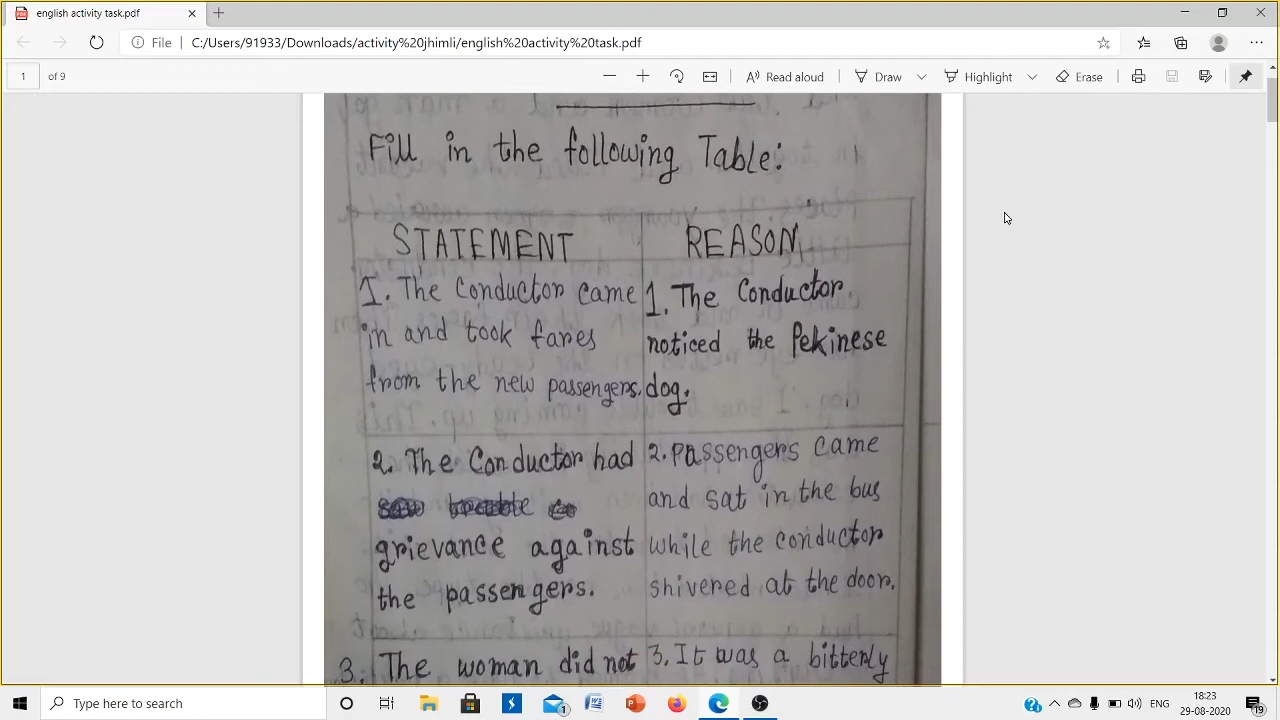 english activity task.pdf
File
C:/Users/91933/Downloads/activity%20jhimli/english%20activity%20task.pdf
1
of 9
Read aloud
Draw
Highlight
Erase
Fill in the following Table:
STATEMENT
REASON
1. The Conductor came
in and took fares
from the new passengers.
1. The Conductor
noticed the Pekinese
dog.
2. The Conductor had
grievance against
the passengers.
2. Passengers came
and sat in the bus
while the conductor
shivered at the door.
3. The woman did not
3. It was a bitterly
Type here to search
ENG
18:23
29-08-2020
19